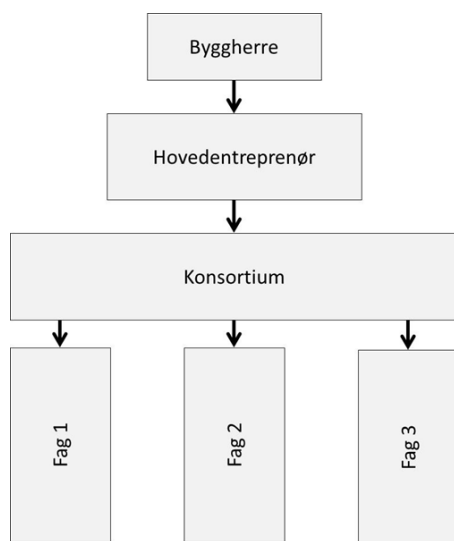 Byggherre
Hovedentreprenør
Konsortium
Fag 1
Fag 2
Fag 3